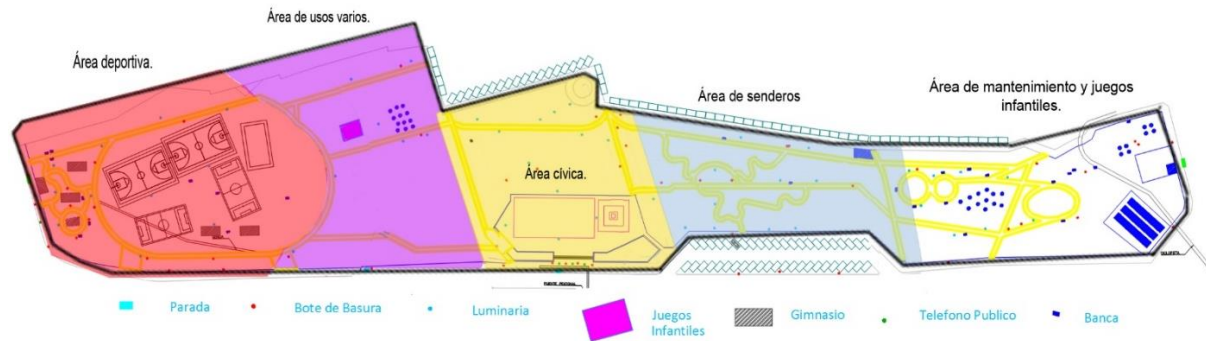 Área de usos varios.
Área deportiva.
Área de senderos
Área de mantenimiento y juegos
infantiles.
Área cívica.
Parada
Bote de Basura
Luminaria
Juegos
Infantiles
Gimnasio
Telefono Publico
Banca